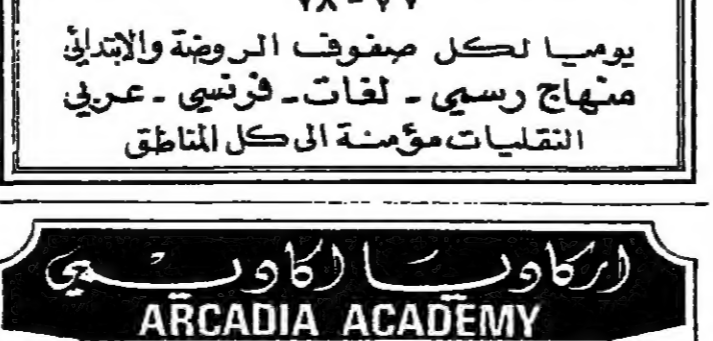 يوميا لكل صفوف الروضة والابتدائي
منهاج رسمي - لغات - فرنسي - عربي
النقليات مؤمنة الى كل المناطق
اركاديا اكاديمي
ARCADIA ACADEMY